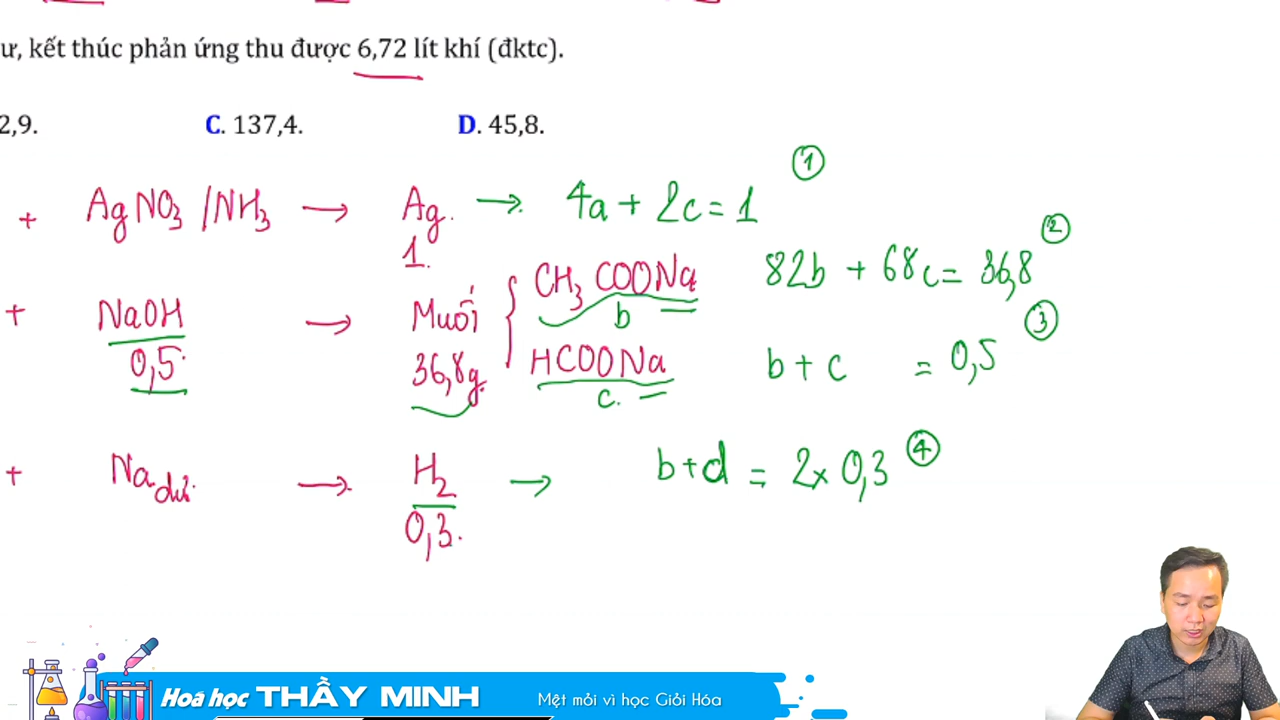 ư, kết thúc phản ứng thu được 6,72 lít khí (đktc).
2,9. C. 137,4. D. 45,8.
+ AgNO3 /NH3 → Ag. → 4a + 2c = 1 ①
1.
+ NaOH → Muối { CH3COONa 82b + 68c = 36,8 ②
b
0,5. 36,8g. HCOONa b + c = 0,5 ③
c.
+ Na dư. → H2 → b + d = 2 x 0,3 ④
0,3.
Hoá học THẦY MINH Mệt mỏi vì học Giỏi Hóa